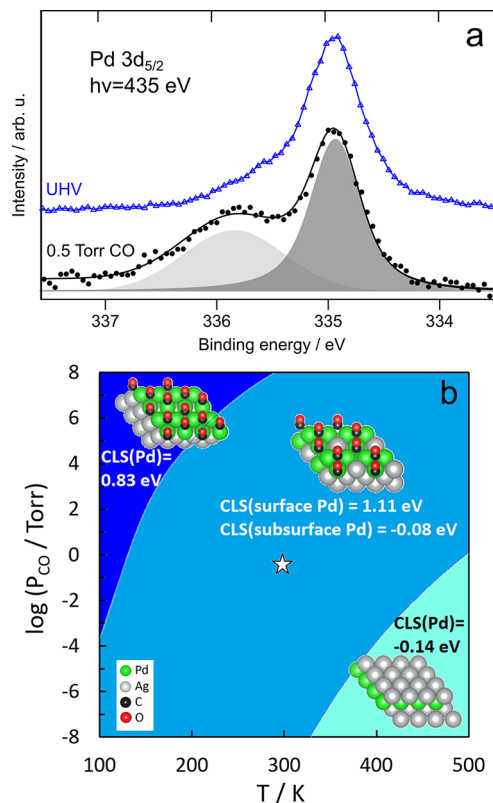 a
Pd 3d5/2
hν=435 eV
Intensity / arb. u.
UHV
0.5 Torr CO
337 336 335 334
Binding energy / eV
b
8
6
4
2
0
-2
-4
-6
-8
log (PCO / Torr)
CLS(Pd)=
0.83 eV
CLS(surface Pd) = 1.11 eV
CLS(subsurface Pd) = -0.08 eV
CLS(Pd)=
-0.14 eV
Pd
Ag
C
O
100 200 300 400 500
T / K